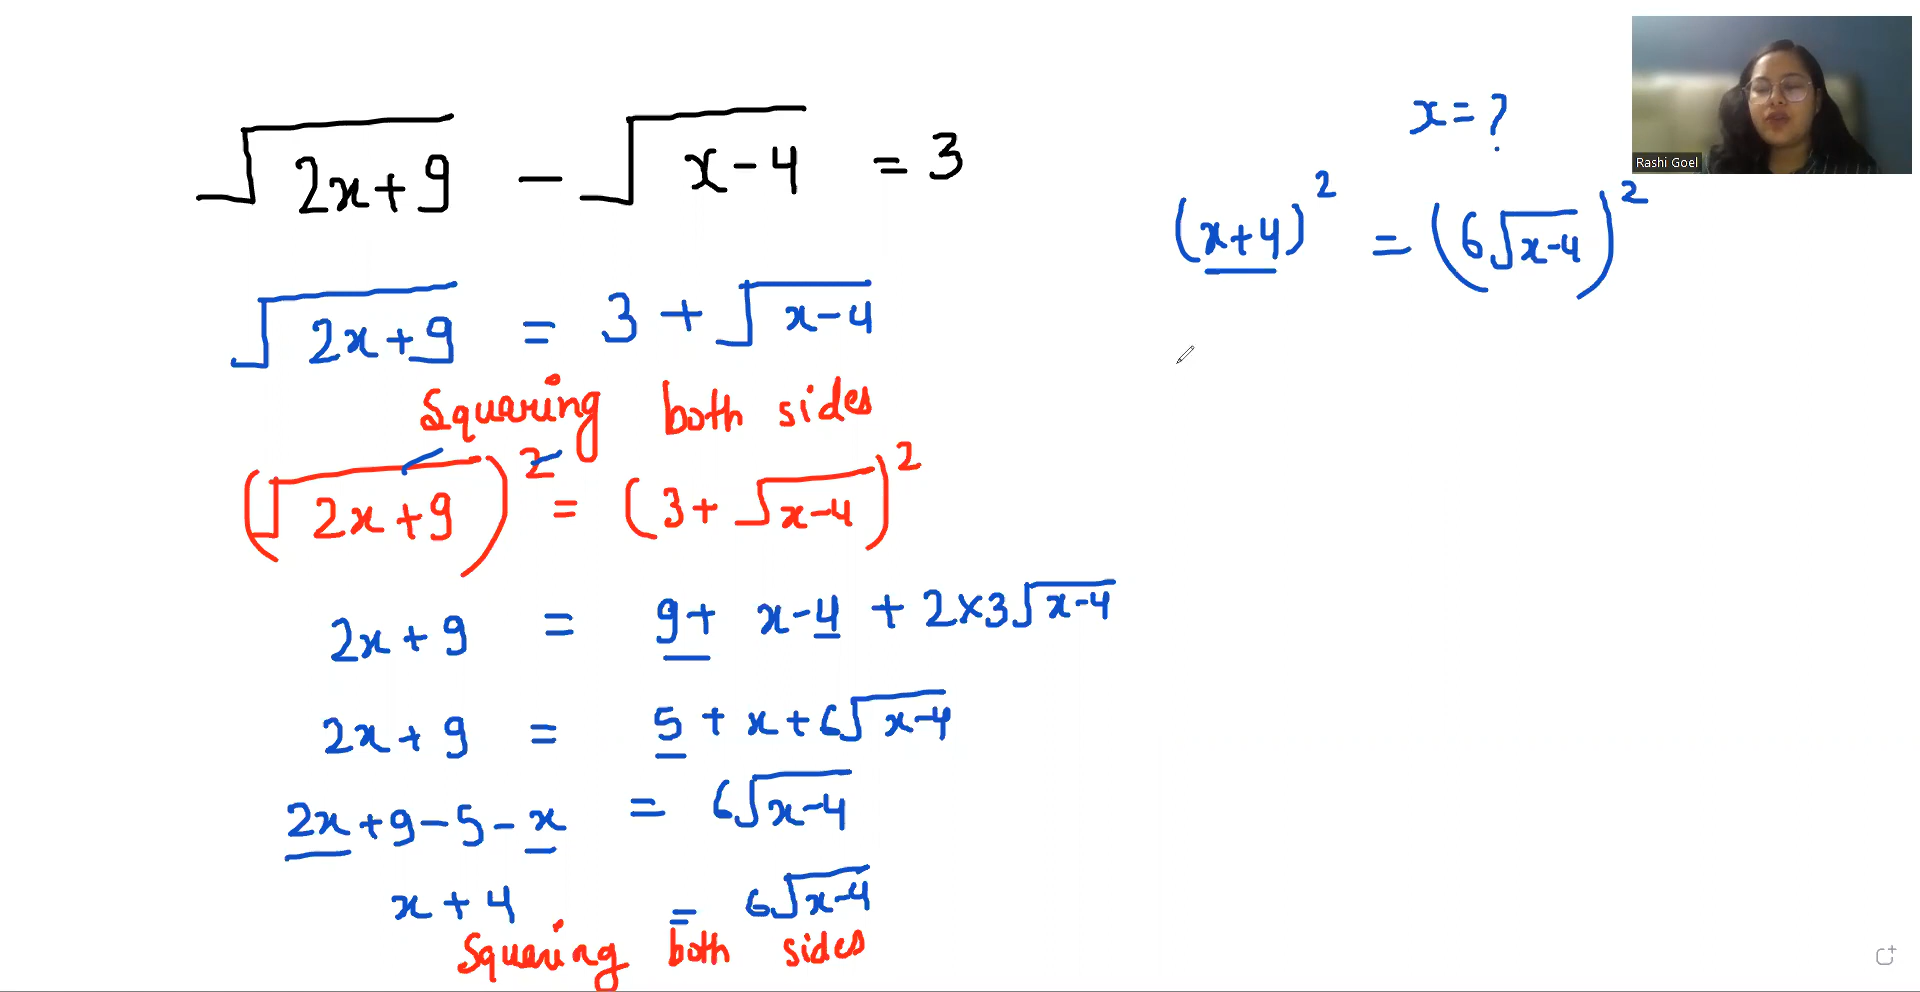 √(2x+9) − √(x−4) = 3
√(2x+9) = 3 + √(x−4)
Squaring both sides
(√(2x+9))² = (3+√(x−4))²
2x+9 = 9+ x−4 + 2×3√(x−4)
2x+9 = 5 + x + 6√(x−4)
2x+9−5−x = 6√(x−4)
x+4 = 6√(x−4)
Squaring both sides
x = ?
(x+4)² = (6√(x−4))²
Rashi Goel